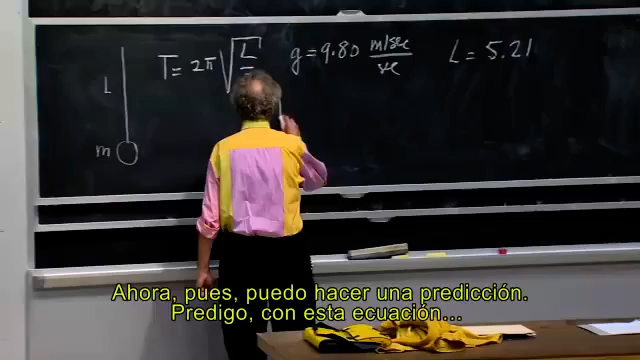 T = 2π √L g = 9.80 m/sec/sec L = 5.21
L
m
Ahora, pues, puedo hacer una predicción.
Predigo, con esta ecuación...